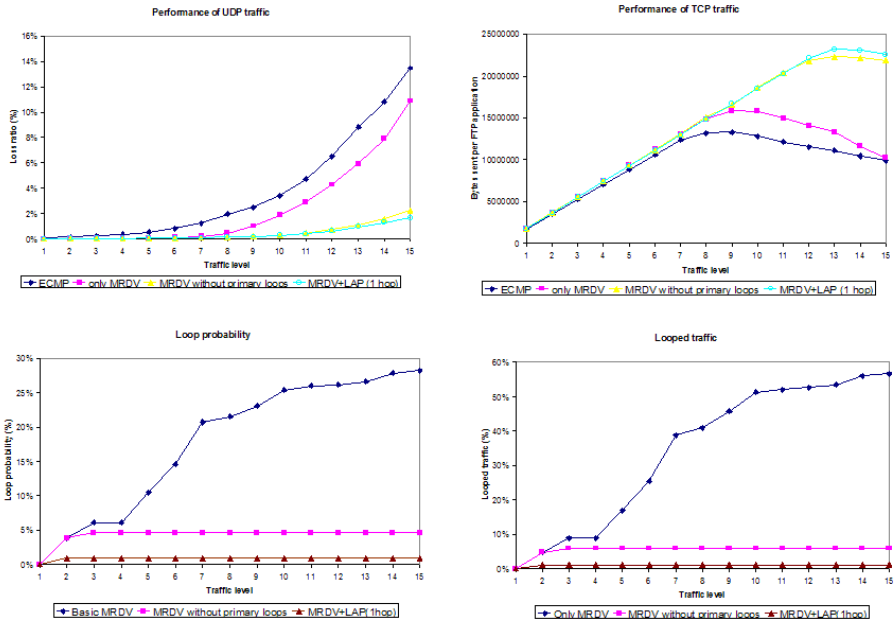 Performance of UDP traffic
16%
14%
12%
10%
8%
6%
4%
2%
0%
Loss ratio (%)
1 2 3 4 5 6 7 8 9 10 11 12 13 14 15
Traffic level
ECMP only MRDV MRDV without primary loops MRDV+LAP (1 hop)
Performance of TCP traffic
25000000
20000000
15000000
10000000
5000000
0
Bytes sent per FTP application
1 2 3 4 5 6 7 8 9 10 11 12 13 14 15
Traffic level
ECMP only MRDV MRDV without primary loops MRDV+LAP (1 hop)
Loop probability
30%
25%
20%
15%
10%
5%
0%
Loop probability (%)
1 2 3 4 5 6 7 8 9 10 11 12 13 14 15
Traffic level
Basic MRDV MRDV without primary loops MRDV+LAP(1hop)
Looped traffic
60%
50%
40%
30%
20%
10%
0%
Looped traffic (%)
1 2 3 4 5 6 7 8 9 10 11 12 13 14 15
Traffic level
Only MRDV MRDV without primary loops MRDV+LAP(1hop)